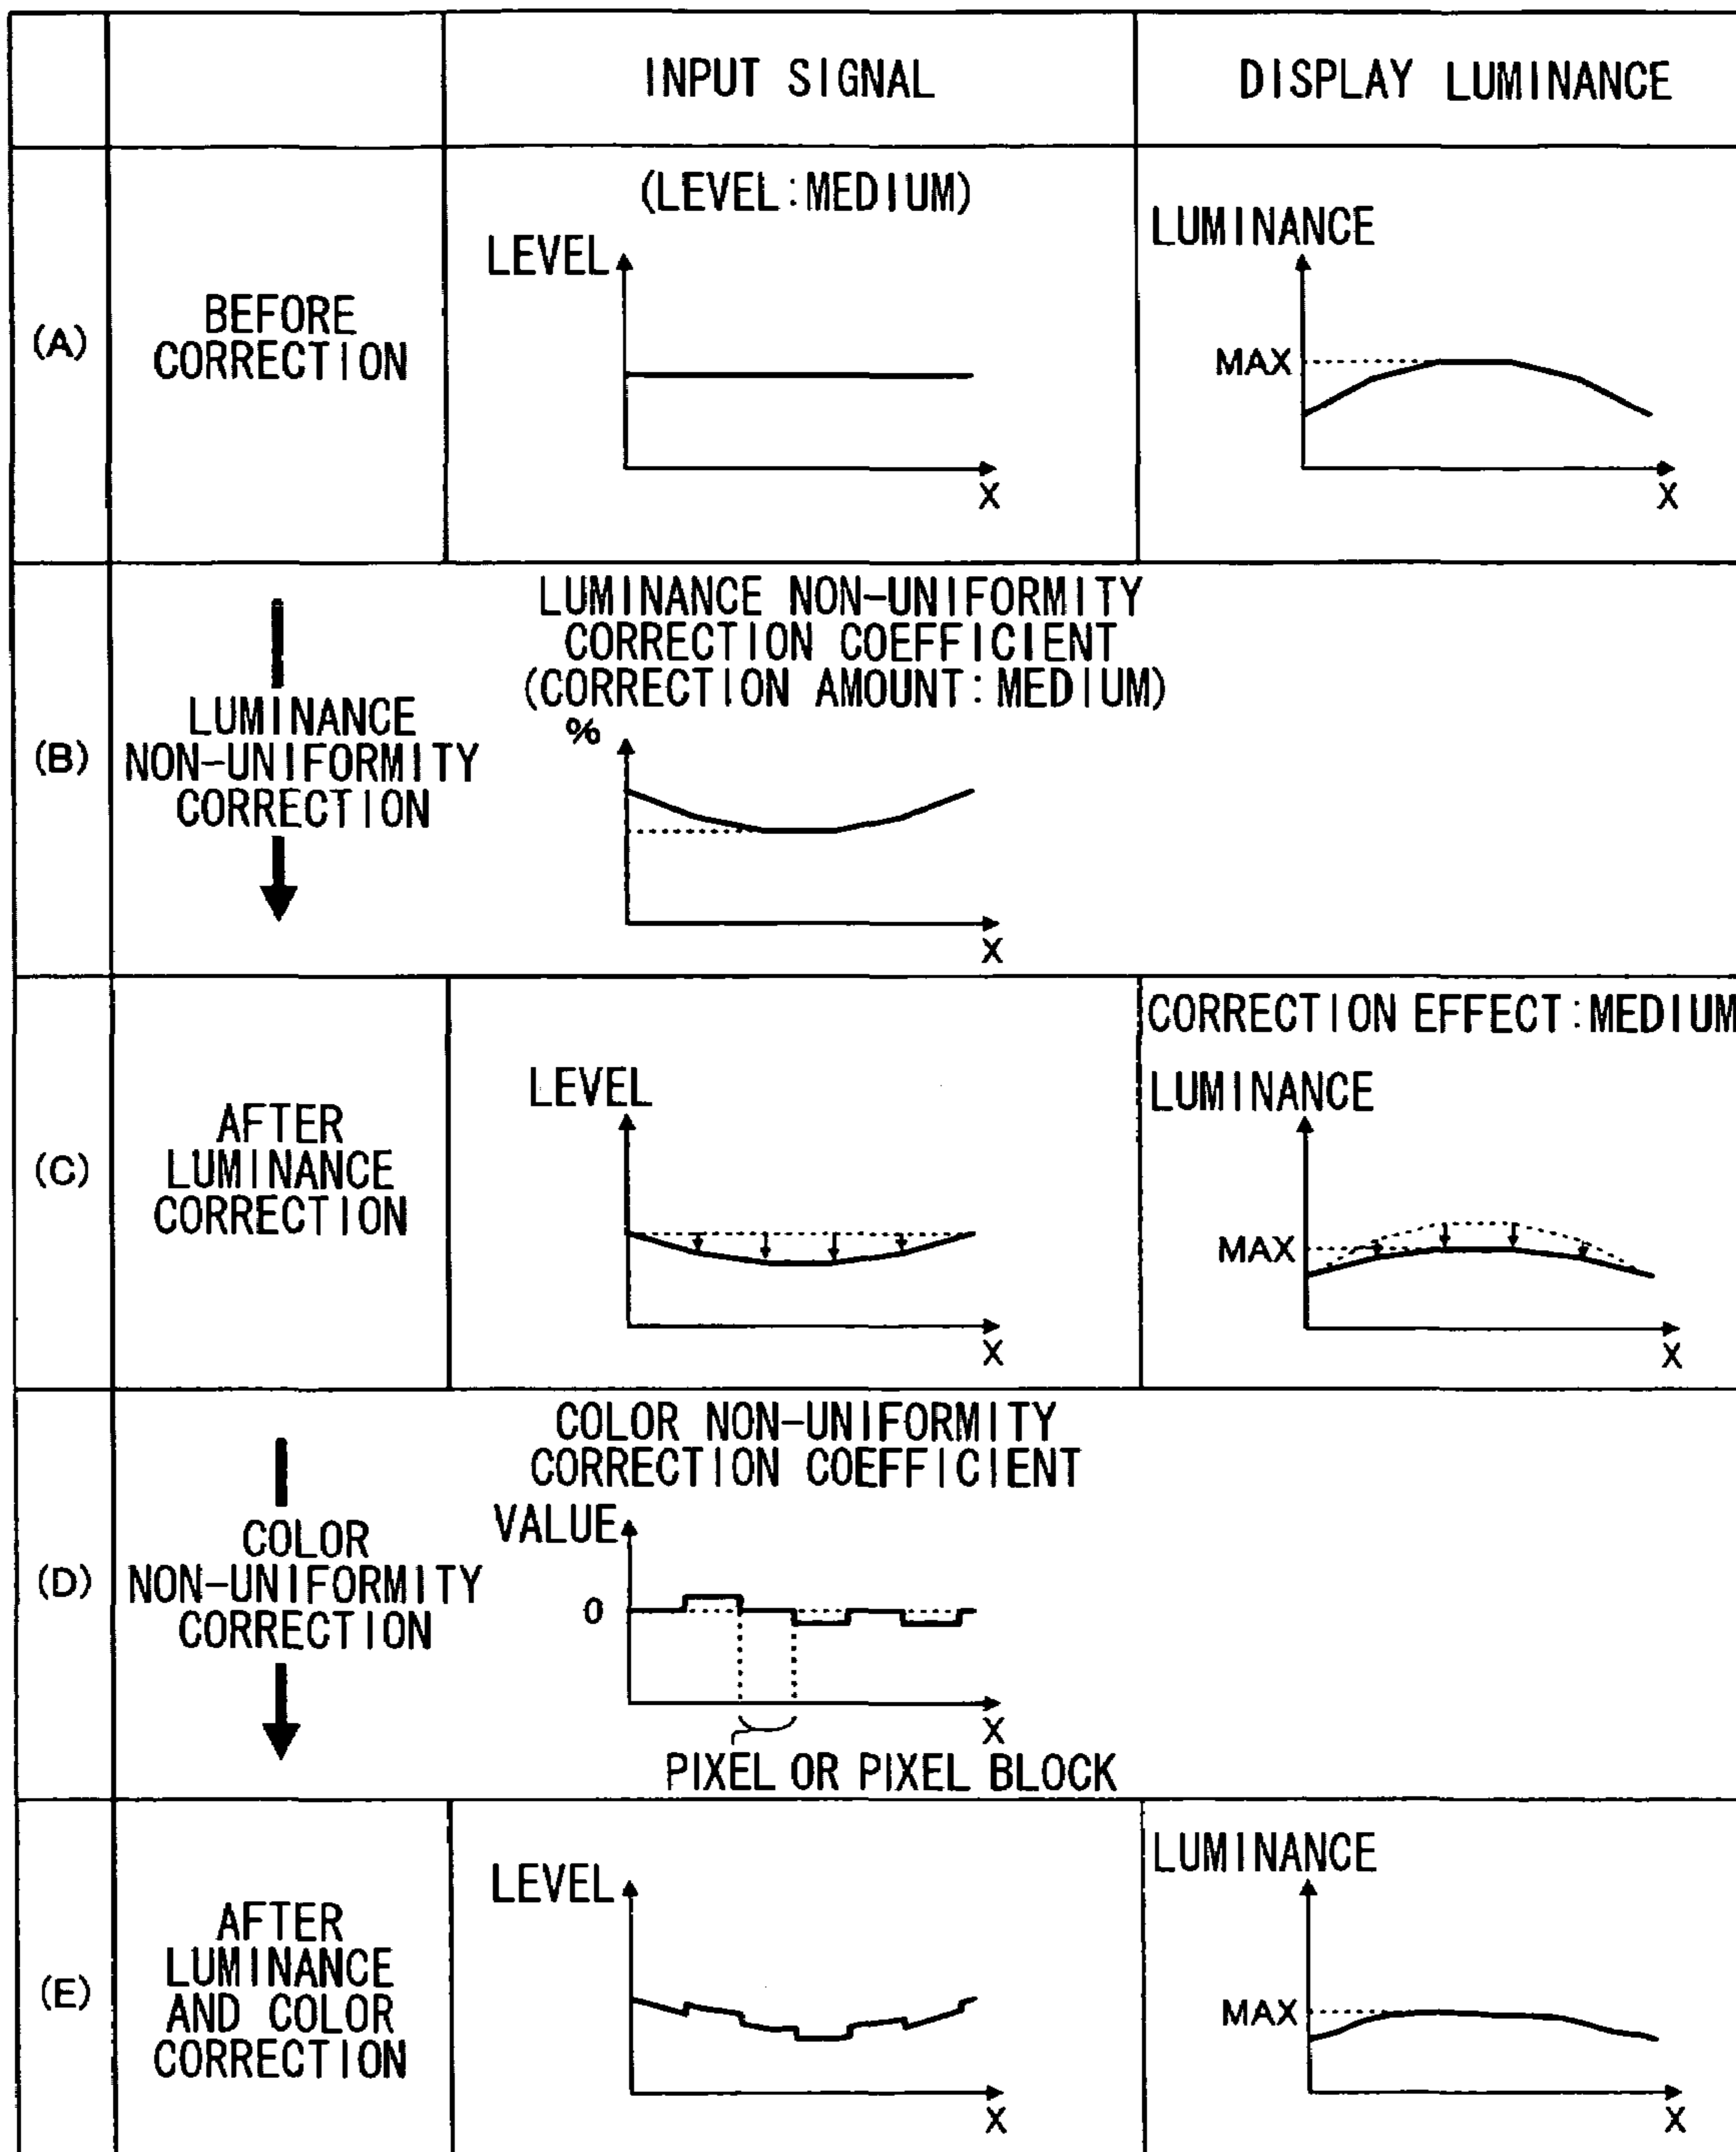 INPUT SIGNAL
DISPLAY LUMINANCE
(A)
BEFORE
CORRECTION
(LEVEL:MEDIUM)
LEVEL
X
LUMINANCE
MAX
X
(B)
LUMINANCE
NON-UNIFORMITY
CORRECTION
LUMINANCE NON-UNIFORMITY
CORRECTION COEFFICIENT
(CORRECTION AMOUNT:MEDIUM)
%
X
(C)
AFTER
LUMINANCE
CORRECTION
LEVEL
X
CORRECTION EFFECT:MEDIUM
LUMINANCE
MAX
X
(D)
COLOR
NON-UNIFORMITY
CORRECTION
COLOR NON-UNIFORMITY
CORRECTION COEFFICIENT
VALUE
0
X
PIXEL OR PIXEL BLOCK
(E)
AFTER
LUMINANCE
AND COLOR
CORRECTION
LEVEL
X
LUMINANCE
MAX
X